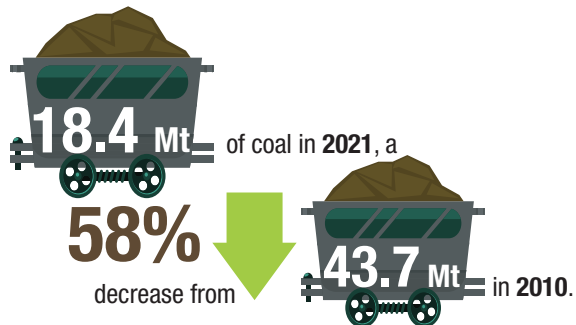 18.4 Mt of coal in 2021, a
58%
decrease from
43.7 Mt in 2010.